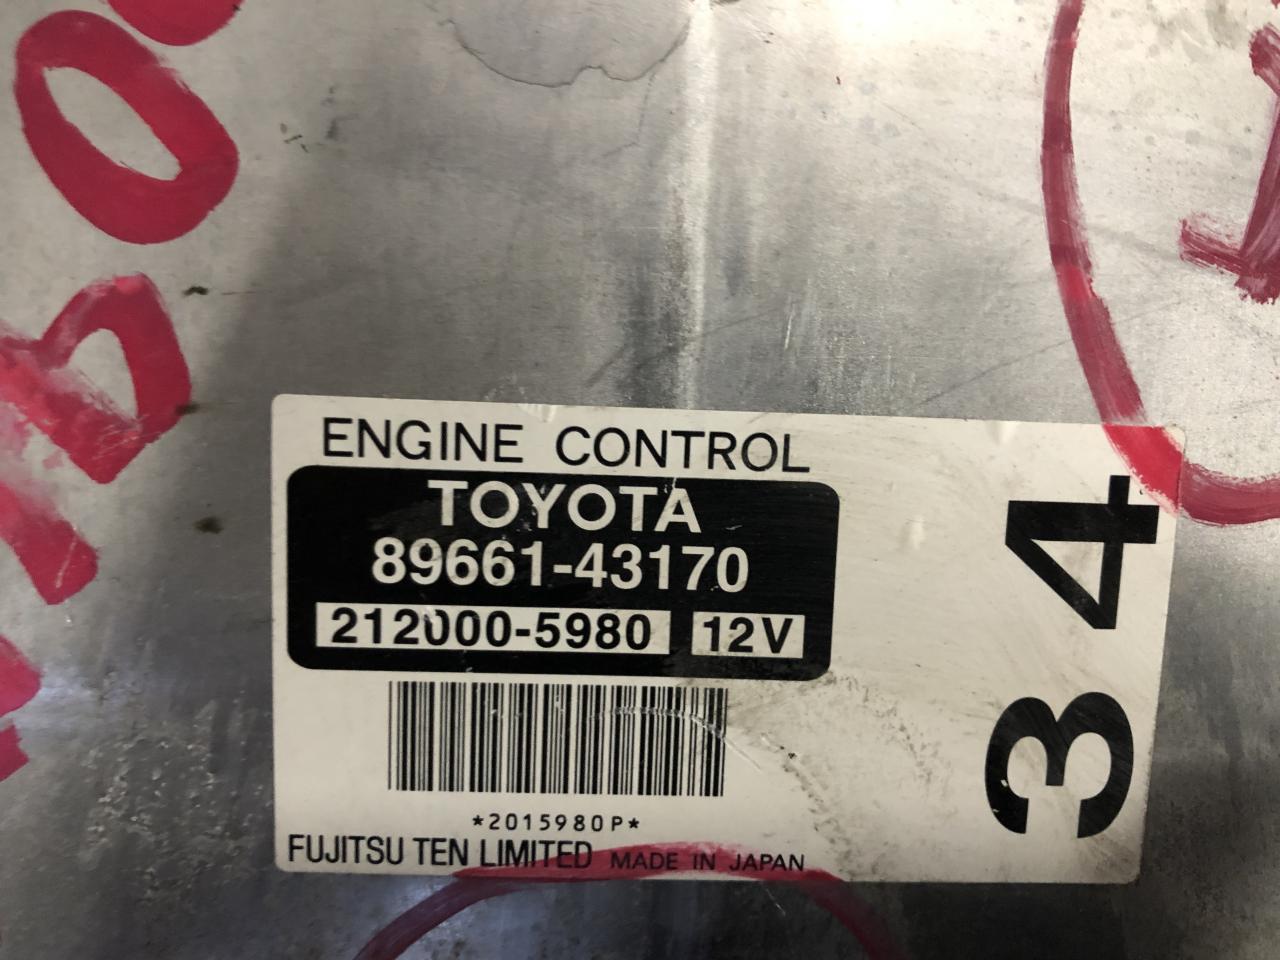 ENGINE CONTROL
TOYOTA
89661-43170
212000-5980 12V
*2015980P*
FUJITSU TEN LIMITED MADE IN JAPAN
34